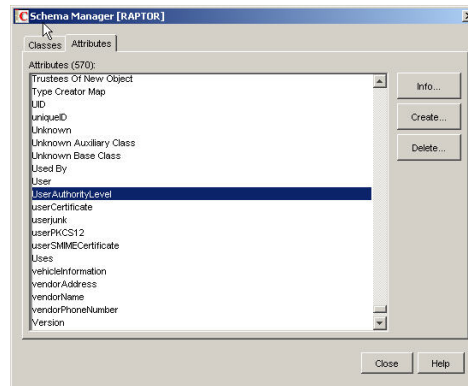 Schema Manager [RAPTOR]
Classes
Attributes
Attributes (570):
Trustees Of New Object
Type Creator Map
UID
uniqueID
Unknown
Unknown Auxiliary Class
Unknown Base Class
Used By
User
UserAuthorityLevel
userCertificate
userjunk
userPKCS12
userSMIMECertificate
Uses
vehicleInformation
vendorAddress
vendorName
vendorPhoneNumber
Version
Info...
Create...
Delete...
Close
Help